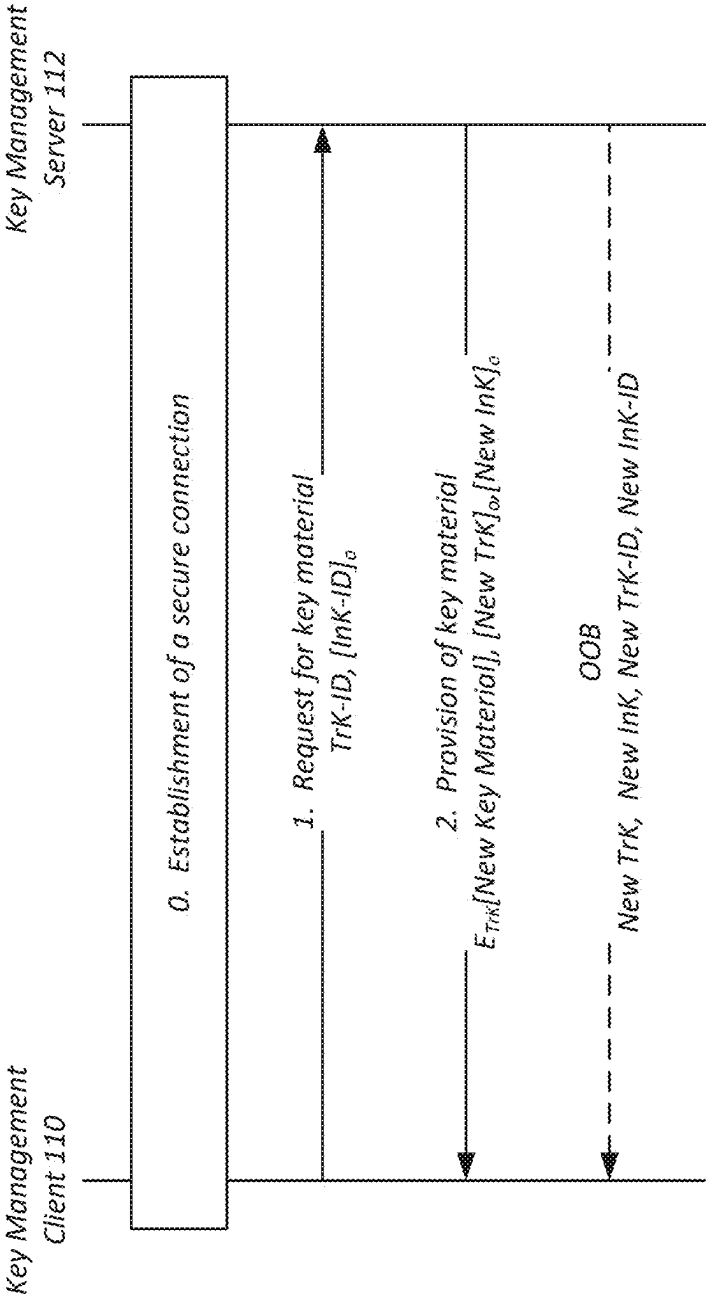 Key Management
Client 110
Key Management
Server 112
0. Establishment of a secure connection
1. Request for key material
TrK-ID, [InK-ID]o
2. Provision of key material
ETrK[New Key Material], [New TrK]o,[New InK]o
OOB
New TrK, New InK, New TrK-ID, New InK-ID